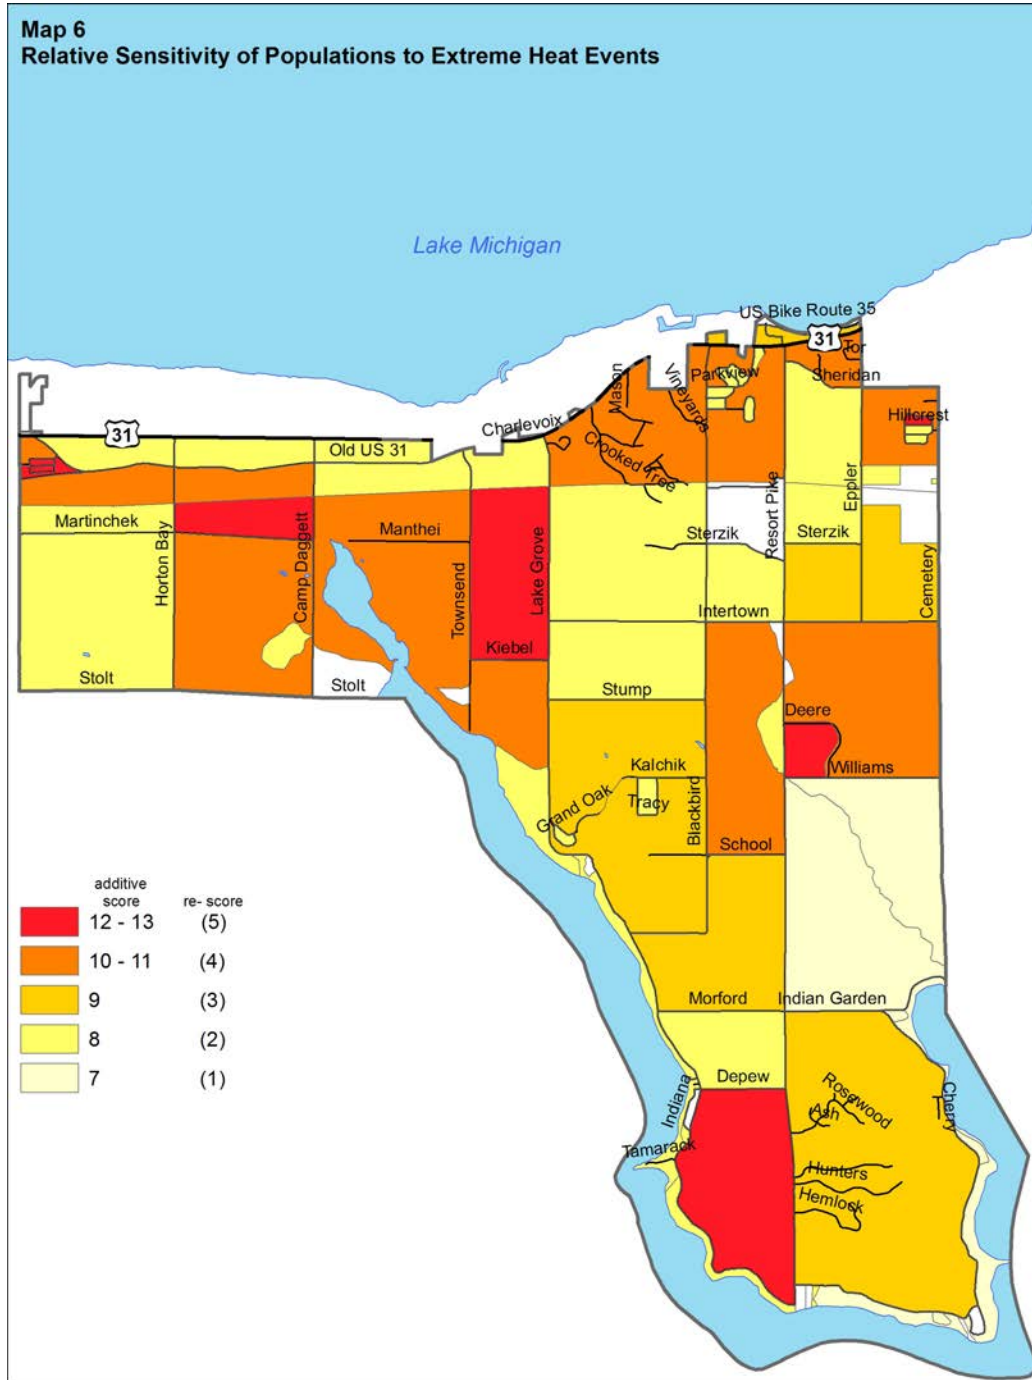 Map 6
Relative Sensitivity of Populations to Extreme Heat Events
Lake Michigan
US Bike Route 35
31
Tor
Sheridan
Parkview
Vineyards
Mason
Charlevoix
Crooked Tree
Hillcrest
31
Old US 31
Eppler
Resort Pike
Martinchek
Manthei
Sterzik
Sterzik
Horton Bay
Camp Daggett
Townsend
Lake Grove
Cemetery
Intertown
Kiebel
Stolt
Stolt
Stump
Deere
Kalchik
Williams
Grand Oak
Tracy
Blackbird
School
additive
score
re- score
12 - 13
(5)
10 - 11
(4)
9
(3)
8
(2)
7
(1)
Morford
Indian Garden
Depew
Indiana
Rosewood
Ash
Cherry
Tamarack
Hunters
Hemlock